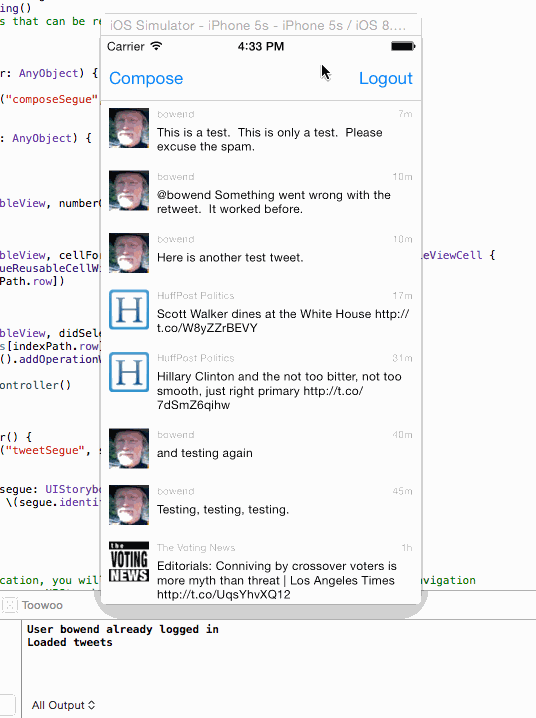 ing()
s that can be re
iOS Simulator - iPhone 5s - iPhone 5s / iOS 8....
Carrier 4:33 PM
Compose Logout
r: AnyObject) {
("composeSegue"
: AnyObject) {
bleView, number
bleView, cellFor
leViewCell {
ueReusableCellWi
Path.row])
bleView, didSele
s[indexPath.row
().addOperationW
ontroller()
r() {
("tweetSegue", s
segue: UIStorybo
\(segue.identi
cation, you wil
vigation
bowend 7m
This is a test. This is only a test. Please
excuse the spam.
bowend 10m
@bowend Something went wrong with the
retweet. It worked before.
bowend 10m
Here is another test tweet.
HuffPost Politics 17m
Scott Walker dines at the White House http://
t.co/W8yZZrBEVY
HuffPost Politics 31m
Hillary Clinton and the not too bitter, not too
smooth, just right primary http://t.co/
7dSmZ6qihw
bowend 40m
and testing again
bowend 45m
Testing, testing, testing.
the
VOTING
NEWS
The Voting News 1h
Editorials: Conniving by crossover voters is
more myth than threat | Los Angeles Times
http://t.co/UqsYhvXQ12
Toowoo
User bowend already logged in
Loaded tweets
All Output